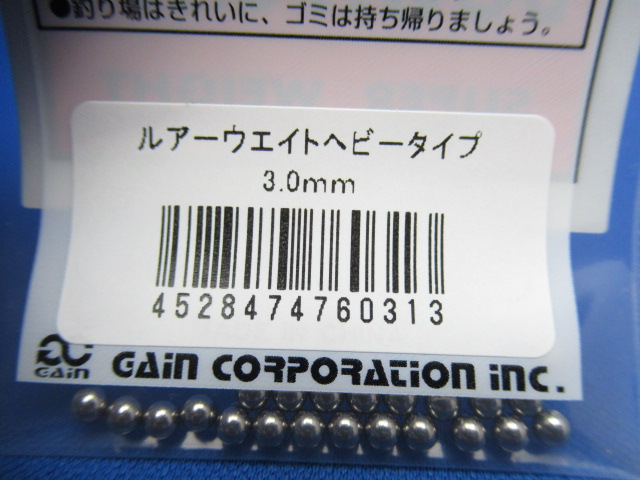 ●釣り場はきれいに、ゴミは持ち帰りましょう。
SUPER WEIGHT
ルアーウエイトヘビータイプ
3.0mm
4528474760313
GAiN
GAiN CORPORATiON iNC.